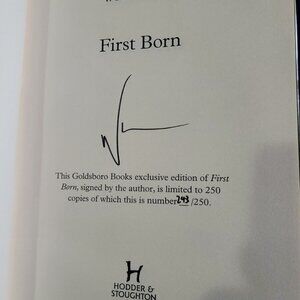 First Born
This Goldsboro Books exclusive edition of First
Born, signed by the author, is limited to 250
copies of which this is number 243 /250.
HODDER &
STOUGHTON